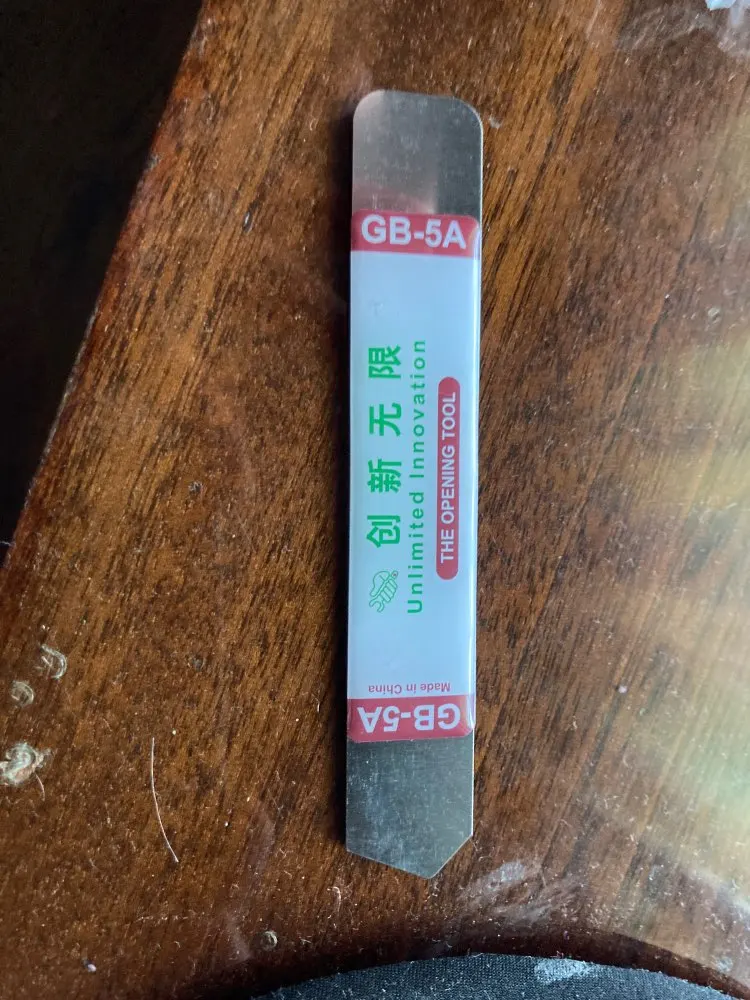 GB-5A
创新无限
Unlimited Innovation
THE OPENING TOOL
Made in China
GB-5A